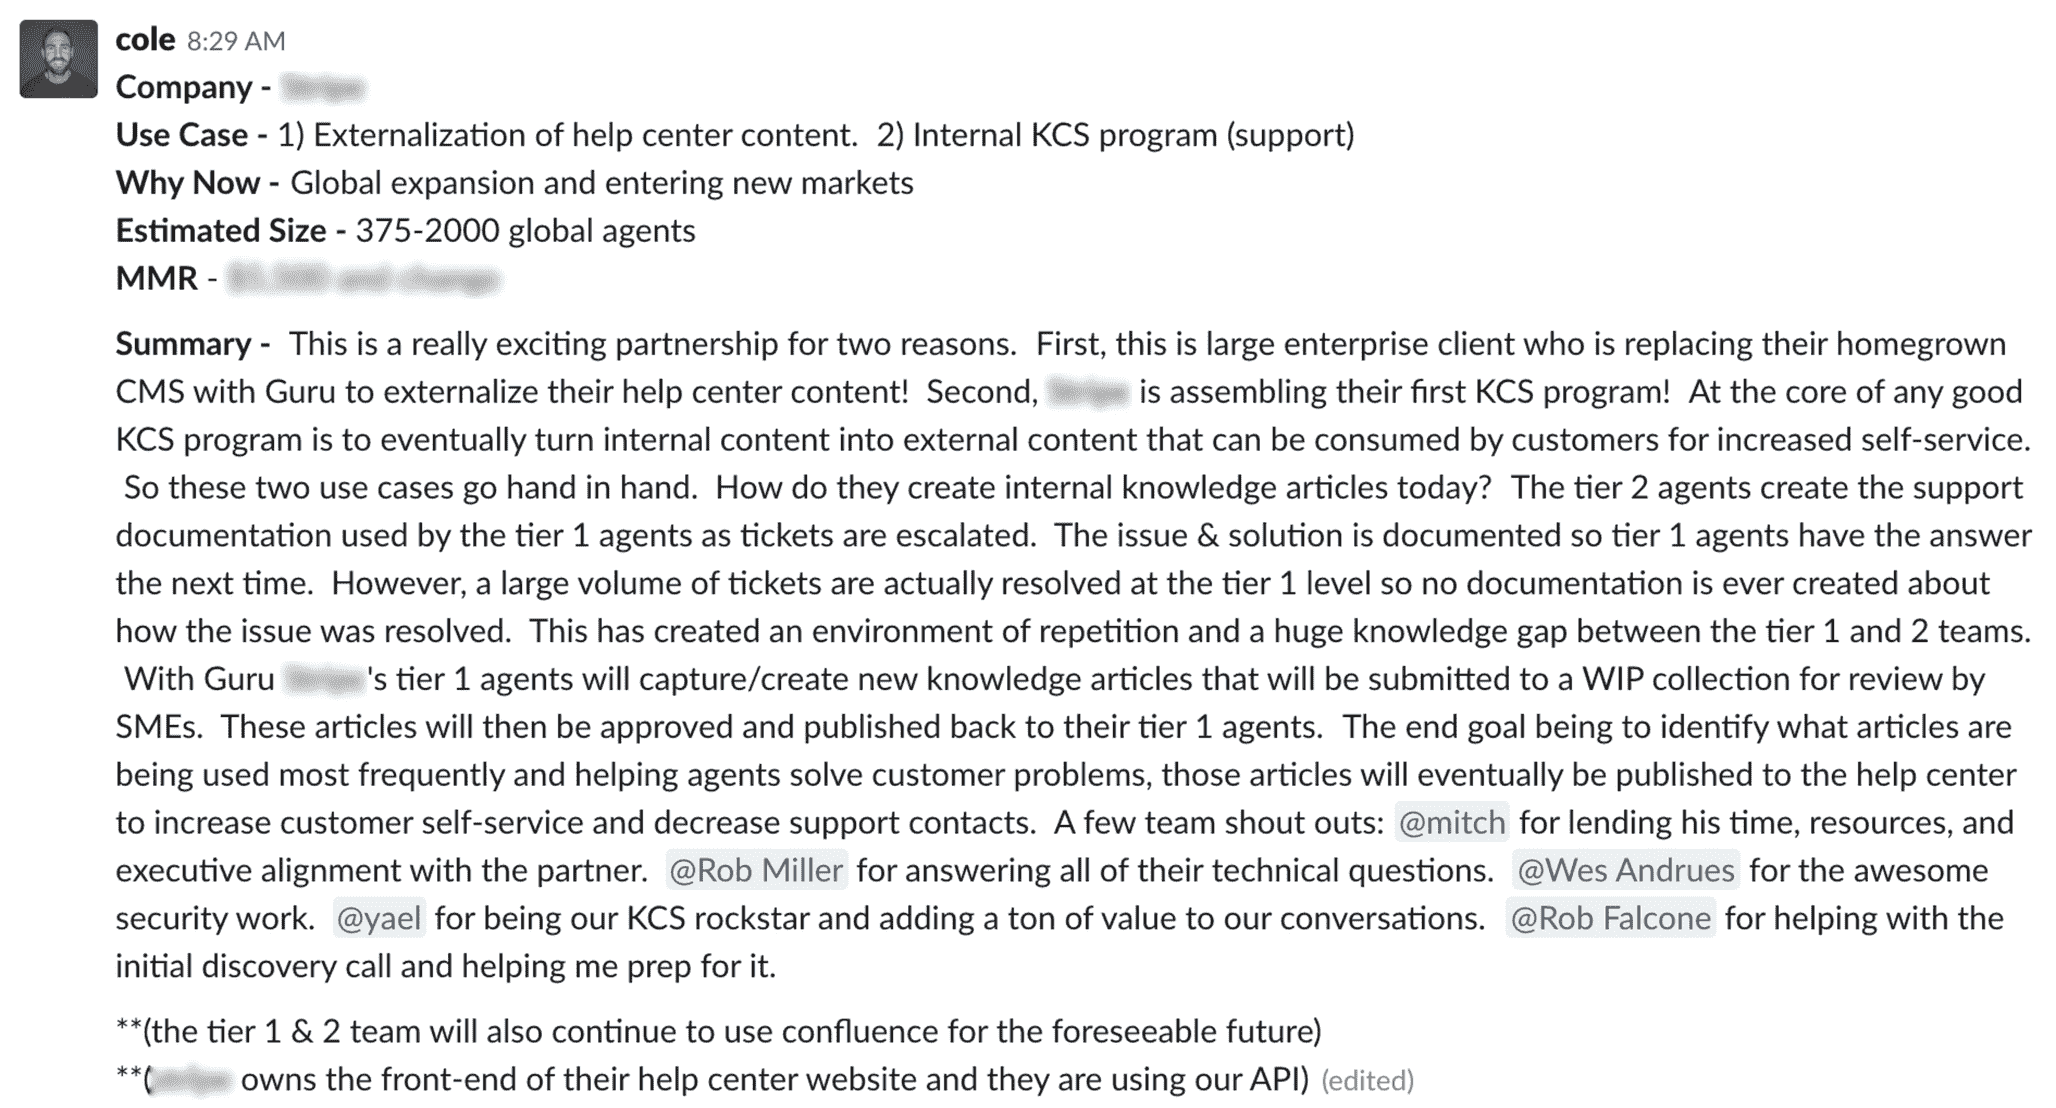 cole 8:29 AM
Company -
Use Case - 1) Externalization of help center content.  2) Internal KCS program (support)
Why Now - Global expansion and entering new markets
Estimated Size - 375-2000 global agents
MMR -
Summary -  This is a really exciting partnership for two reasons.  First, this is large enterprise client who is replacing their homegrown
CMS with Guru to externalize their help center content!  Second, is assembling their first KCS program!  At the core of any good
KCS program is to eventually turn internal content into external content that can be consumed by customers for increased self-service.
So these two use cases go hand in hand.  How do they create internal knowledge articles today?  The tier 2 agents create the support
documentation used by the tier 1 agents as tickets are escalated.  The issue & solution is documented so tier 1 agents have the answer
the next time.  However, a large volume of tickets are actually resolved at the tier 1 level so no documentation is ever created about
how the issue was resolved.  This has created an environment of repetition and a huge knowledge gap between the tier 1 and 2 teams.
With Guru 's tier 1 agents will capture/create new knowledge articles that will be submitted to a WIP collection for review by
SMEs.  These articles will then be approved and published back to their tier 1 agents.  The end goal being to identify what articles are
being used most frequently and helping agents solve customer problems, those articles will eventually be published to the help center
to increase customer self-service and decrease support contacts.  A few team shout outs: @mitch for lending his time, resources, and
executive alignment with the partner.  @Rob Miller for answering all of their technical questions.  @Wes Andrues for the awesome
security work.  @yael for being our KCS rockstar and adding a ton of value to our conversations.  @Rob Falcone for helping with the
initial discovery call and helping me prep for it.
**(the tier 1 & 2 team will also continue to use confluence for the foreseeable future)
**( owns the front-end of their help center website and they are using our API) (edited)